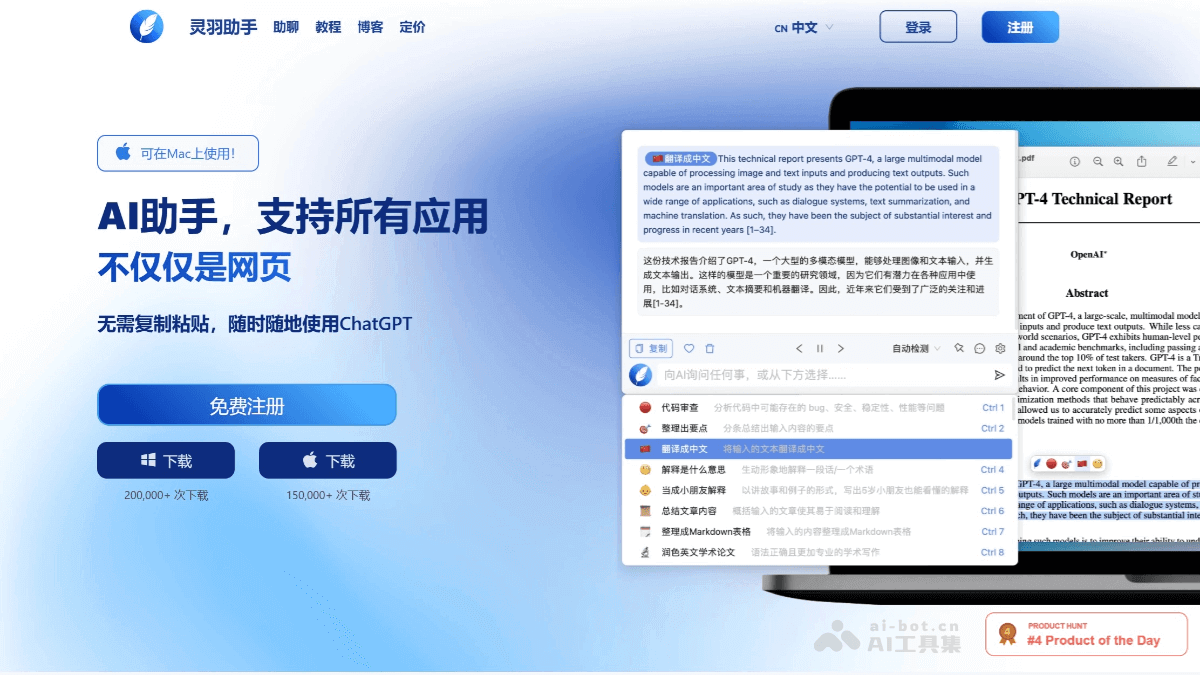 灵羽助手 助聊 教程 博客 定价
CN 中文
登录
注册
可在Mac上使用！
AI助手，支持所有应用
不仅仅是网页
无需复制粘贴，随时随地使用ChatGPT
免费注册
下载
下载
200,000+ 次下载
150,000+ 次下载
翻译成中文 This technical report presents GPT-4, a large multimodal model
capable of processing image and text inputs and producing text outputs. Such
models are an important area of study as they have the potential to be used in a
wide range of applications, such as dialogue systems, text summarization, and
machine translation. As such, they have been the subject of substantial interest and
progress in recent years [1–34].
这份技术报告介绍了GPT-4，一个大型的多模态模型，能够处理图像和文本输入，并生
成文本输出。这样的模型是一个重要的研究领域，因为它们有潜力在各种应用中使
用，比如对话系统、文本摘要和机器翻译。因此，近年来它们受到了广泛的关注和进
展[1-34]。
复制
自动检测
向AI询问任何事，或从下方选择......
代码审查 分析代码中可能存在的 bug、安全、稳定性、性能等问题 Ctrl 1
整理出要点 分条总结出输入内容的要点 Ctrl 2
翻译成中文 将输入的文本翻译成中文
解释是什么意思 生动形象地解释一段话/一个术语 Ctrl 4
当成小朋友解释 以讲故事和例子的形式，写出5岁小朋友也能看懂的解释 Ctrl 5
总结文章内容 概括输入的文章使其易于阅读和理解 Ctrl 6
整理成Markdown表格 将输入的内容整理成Markdown表格 Ctrl 7
润色英文学术论文 语法正确且更加专业的学术写作 Ctrl 8
.pdf
PT-4 Technical Report
OpenAI*
Abstract
ment of GPT-4, a large-scale, multimodal model
inputs and produce text outputs. While less ca
world scenarios, GPT-4 exhibits human-level pe
l and academic benchmarks, including passing a
around the top 10% of test takers. GPT-4 is a Tr
d to predict the next token in a document. The po
ults in improved performance on measures of fac
behavior. A core component of this project was
imization methods that behave predictably acr
allowed us to accurately predict some aspects
models trained with no more than 1/1,000th the
GPT-4, a large multimodal model capable of pr
utputs. Such models are an important area of stu
ange of applications, such as dialogue systems,
ch, they have been the subject of substantial inte
ning such models is to improve their ability to und
ai-bot.cn
AI工具集
4
PRODUCT HUNT
#4 Product of the Day